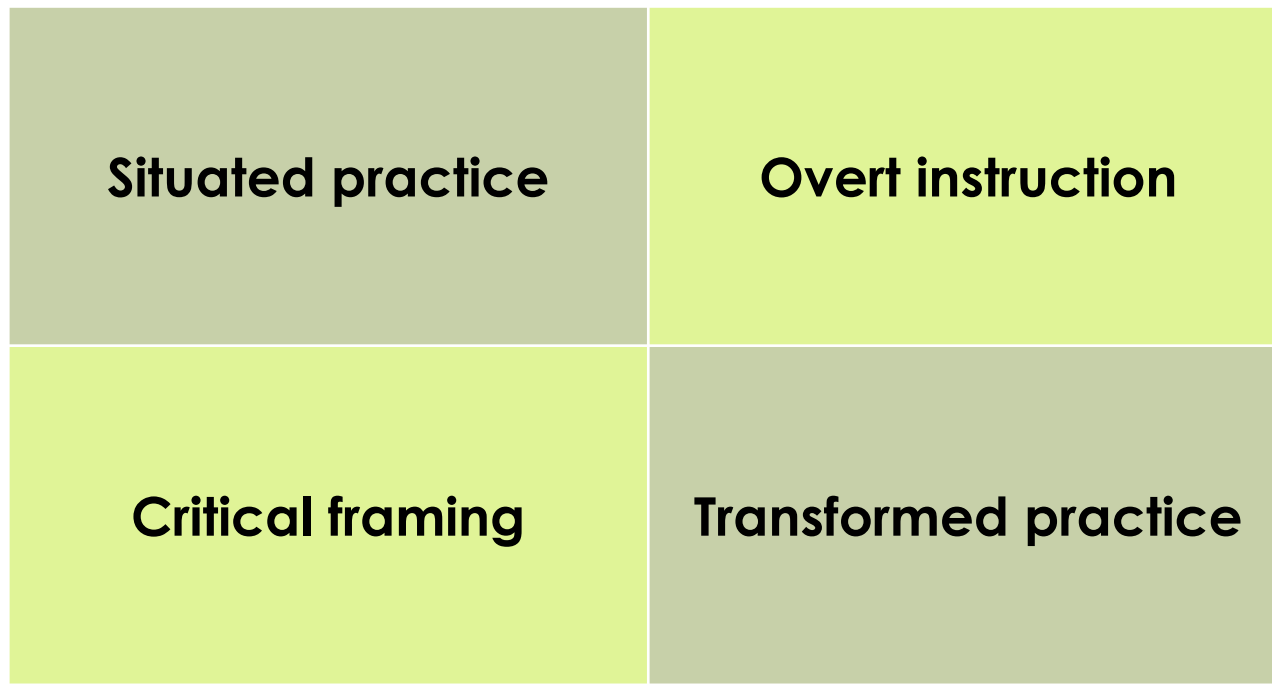 Situated practice
Overt instruction
Critical framing
Transformed practice